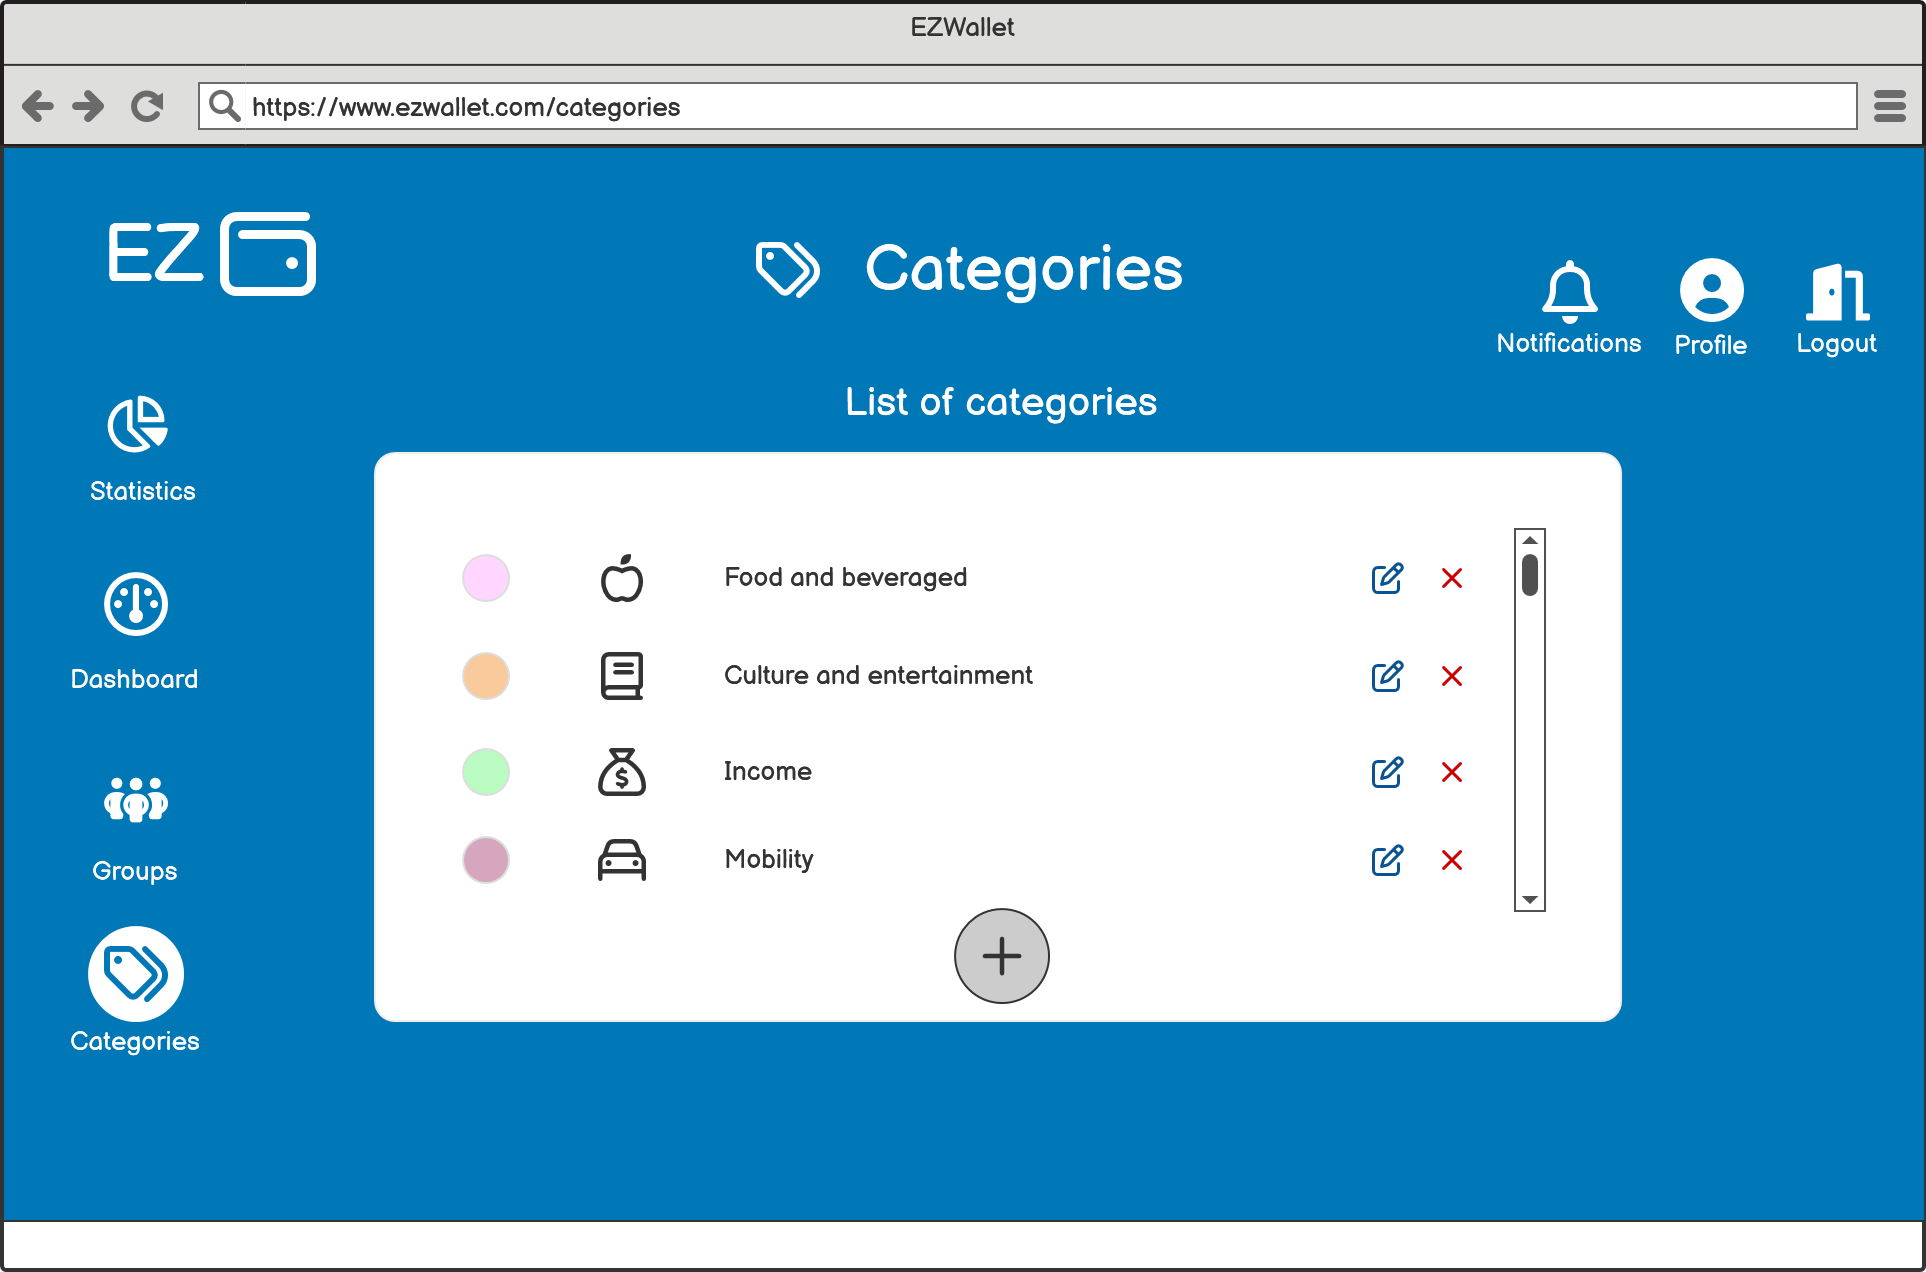 EZWallet
https://www.ezwallet.com/categories
EZ
Categories
Notifications
Profile
Logout
List of categories
Statistics
Dashboard
Groups
Categories
Food and beveraged
Culture and entertainment
Income
$
Mobility